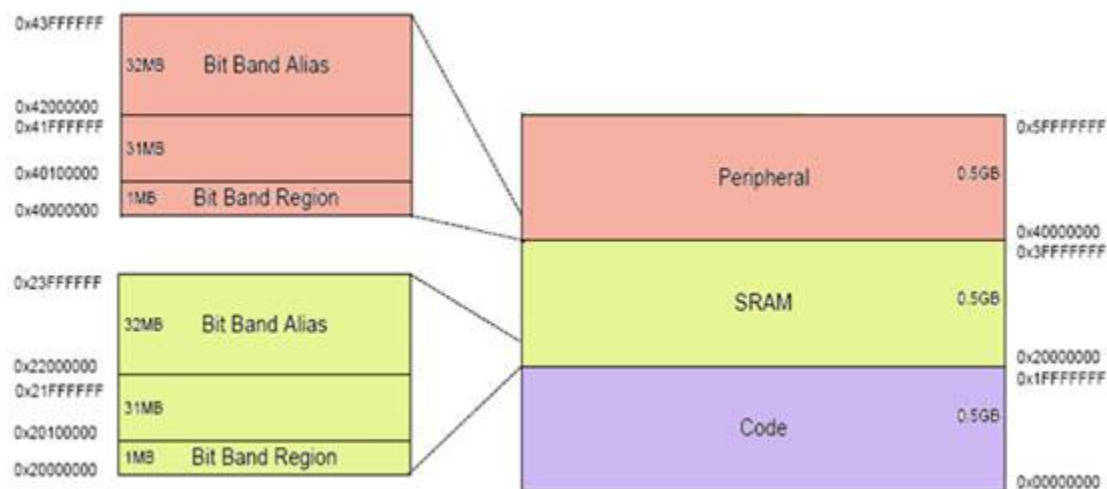 0x43FFFFFF
32MB Bit Band Alias
0x42000000
0x41FFFFFF
31MB
0x40100000
1MB Bit Band Region
0x40000000
0x23FFFFFF
32MB Bit Band Alias
0x22000000
0x21FFFFFF
31MB
0x20100000
1MB Bit Band Region
0x20000000
0x5FFFFFFF
Peripheral 0.5GB
0x40000000
0x3FFFFFFF
SRAM 0.5GB
0x20000000
0x1FFFFFFF
Code 0.5GB
0x00000000